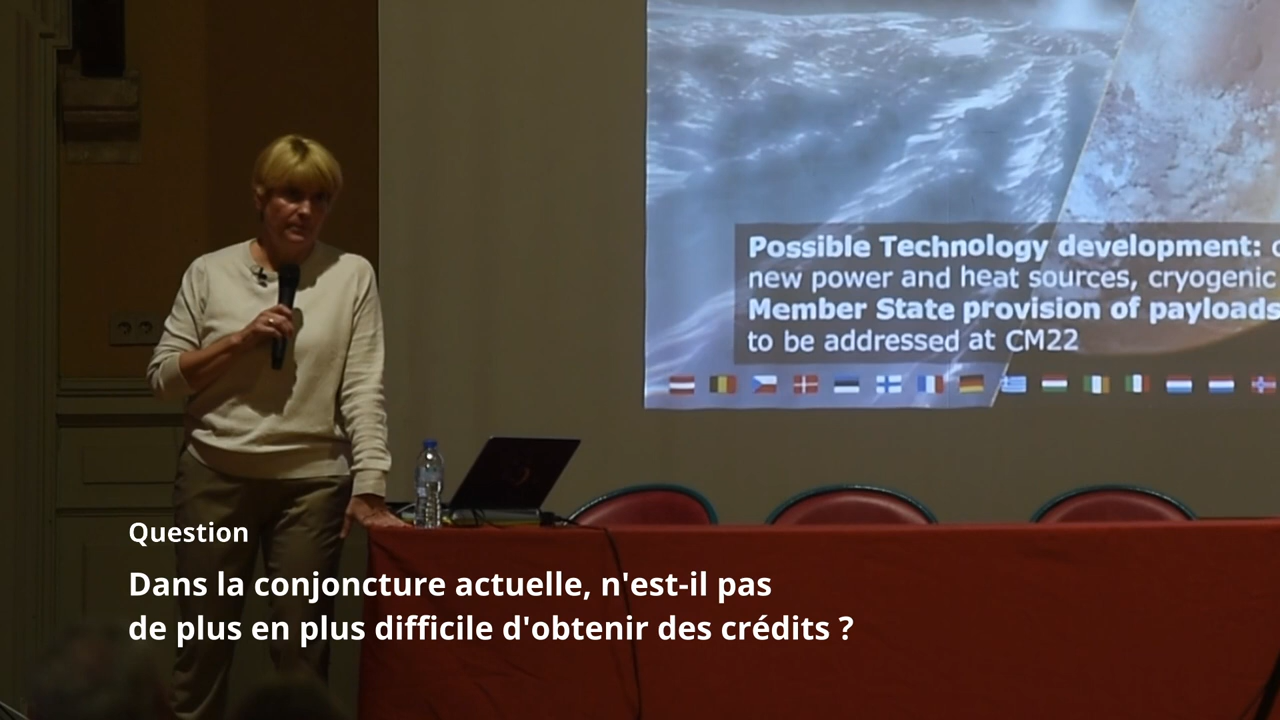 Possible Technology development:
new power and heat sources, cryogenic
Member State provision of payloads
to be addressed at CM22
Question
Dans la conjoncture actuelle, n'est-il pas
de plus en plus difficile d'obtenir des crédits ?